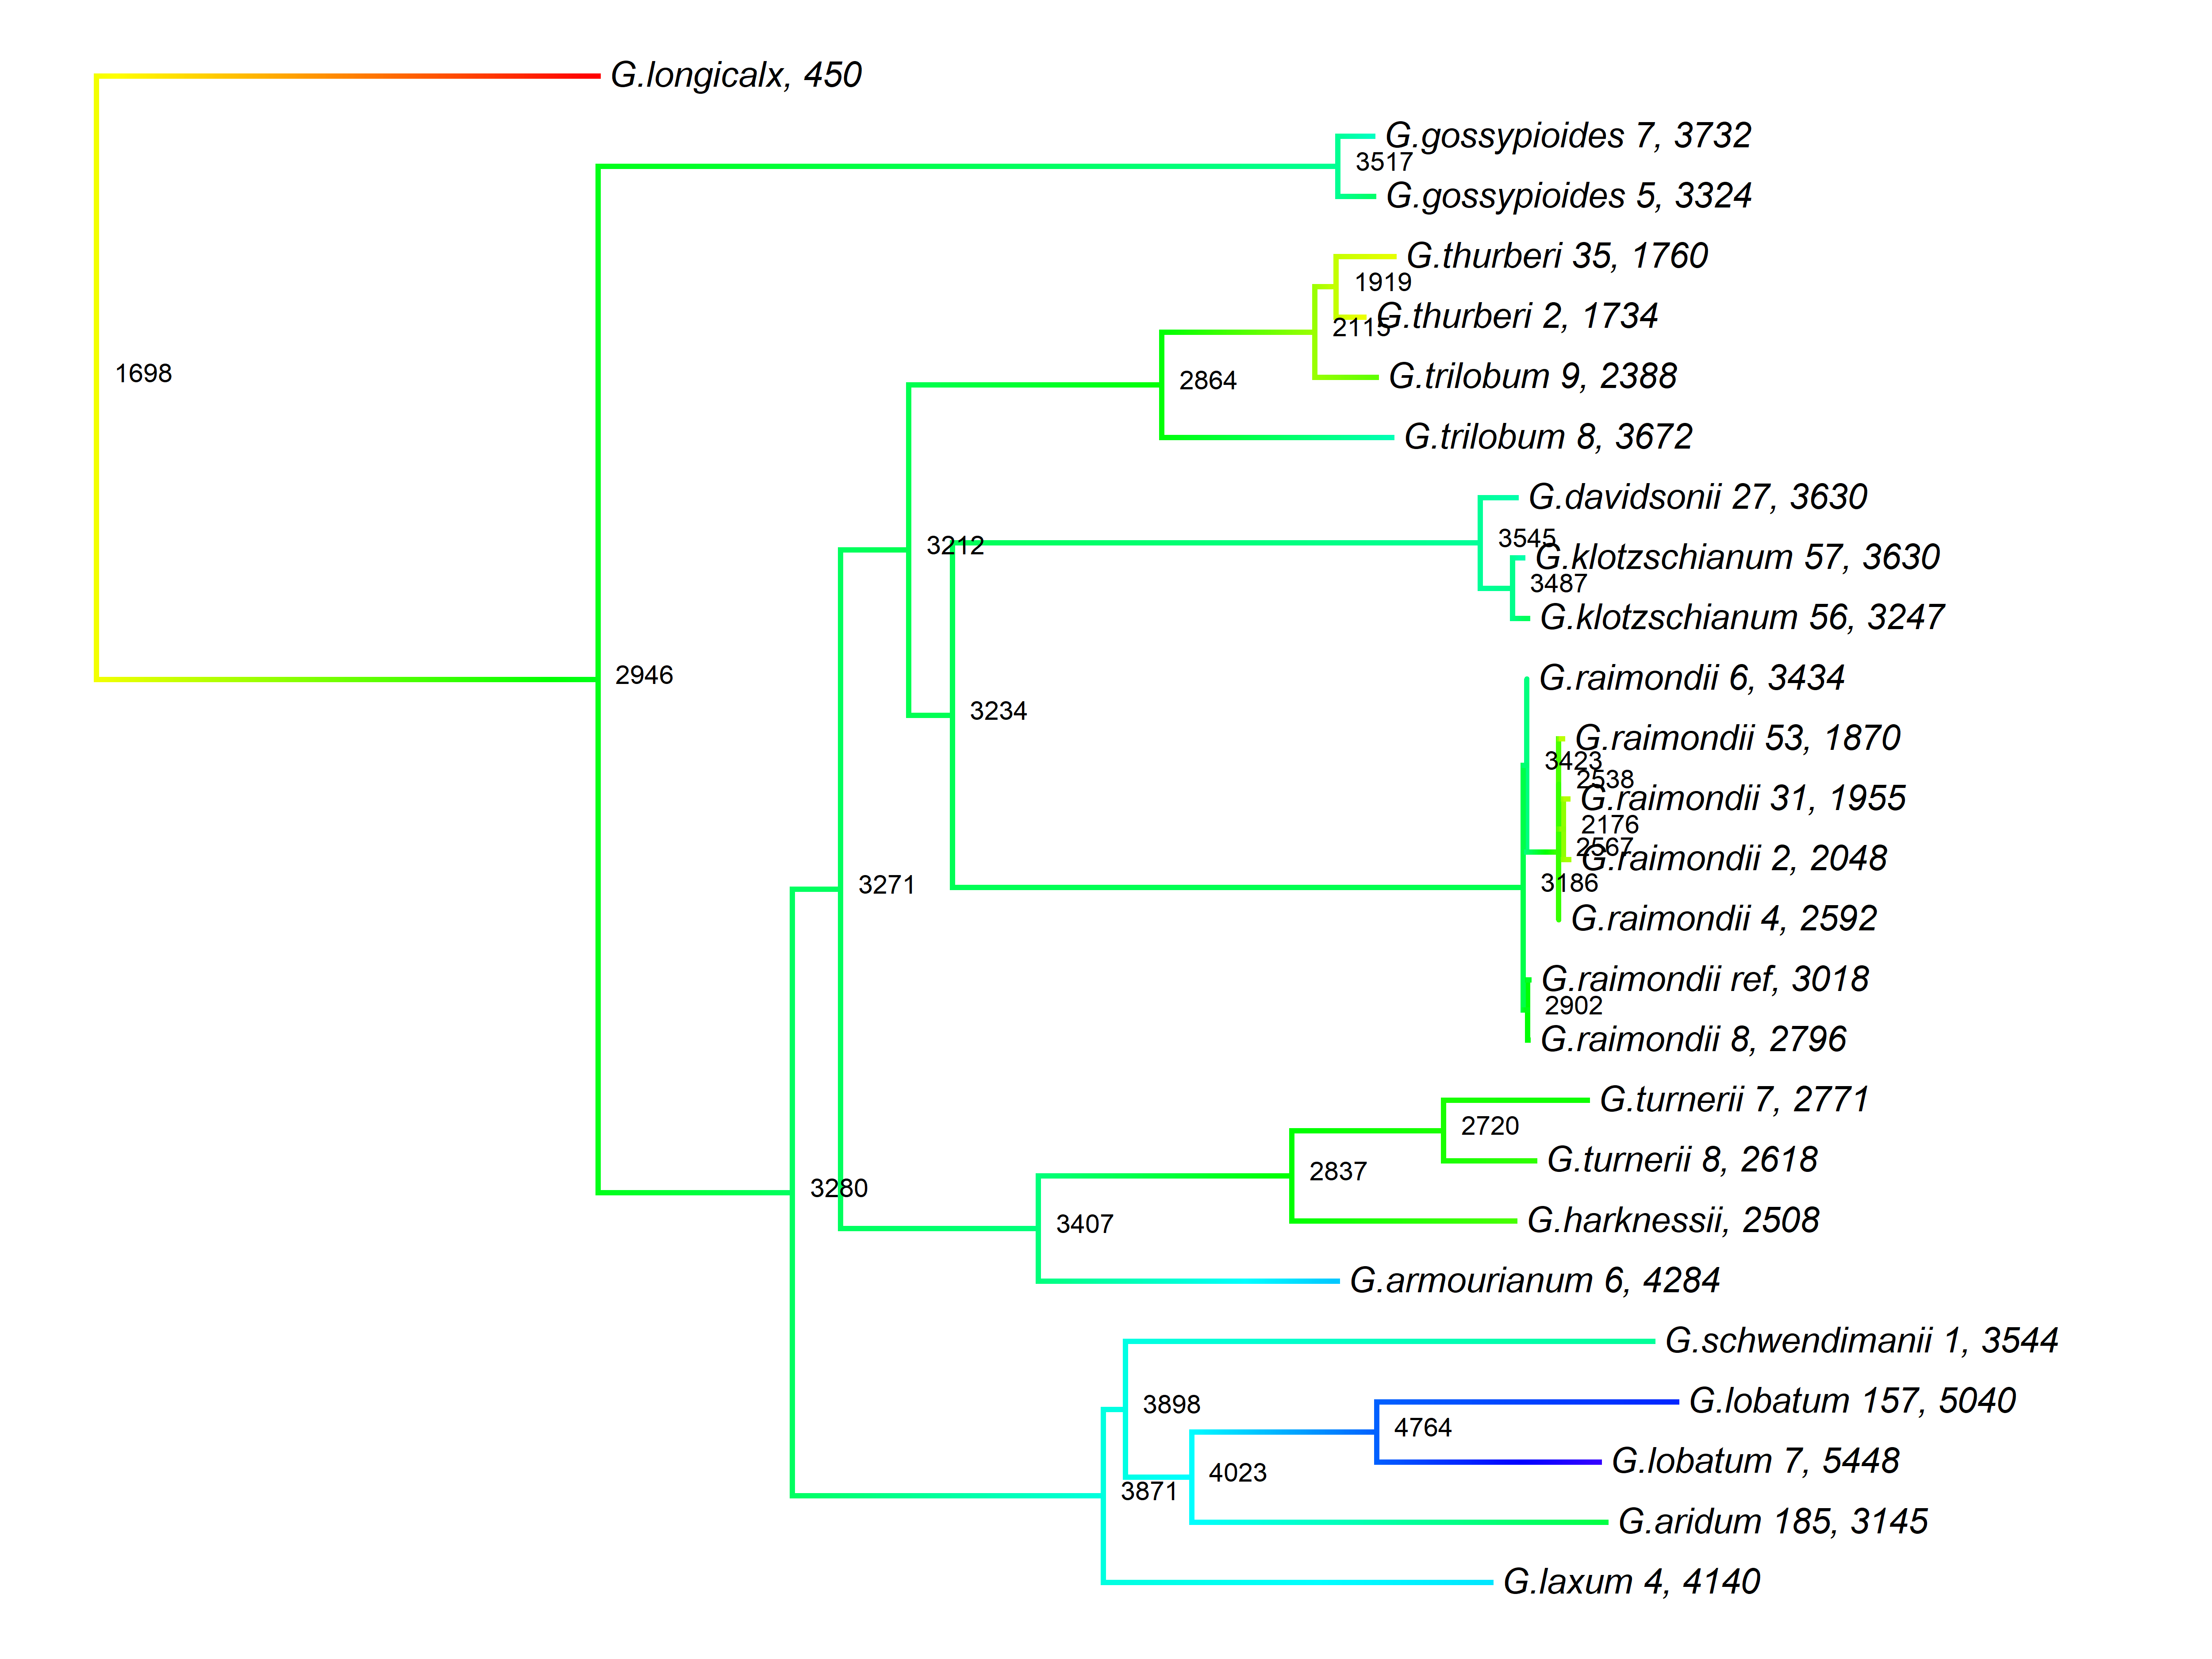 G.longicalx, 450
G.gossypioides 7, 3732
3517
G.gossypioides 5, 3324
G.thurberi 35, 1760
1919
G.thurberi 2, 1734
2115
1698
G.trilobum 9, 2388
2864
G.trilobum 8, 3672
G.davidsonii 27, 3630
3545
3212
G.klotzschianum 57, 3630
3487
G.klotzschianum 56, 3247
2946
G.raimondii 6, 3434
3234
G.raimondii 53, 1870
3423
2538
G.raimondii 31, 1955
2176
2567
G.raimondii 2, 2048
3271
3186
G.raimondii 4, 2592
G.raimondii ref, 3018
2902
G.raimondii 8, 2796
G.turnerii 7, 2771
2720
G.turnerii 8, 2618
2837
3280
G.harknessii, 2508
3407
G.armourianum 6, 4284
G.schwendimanii 1, 3544
3898
G.lobatum 157, 5040
4764
G.lobatum 7, 5448
4023
3871
G.aridum 185, 3145
G.laxum 4, 4140